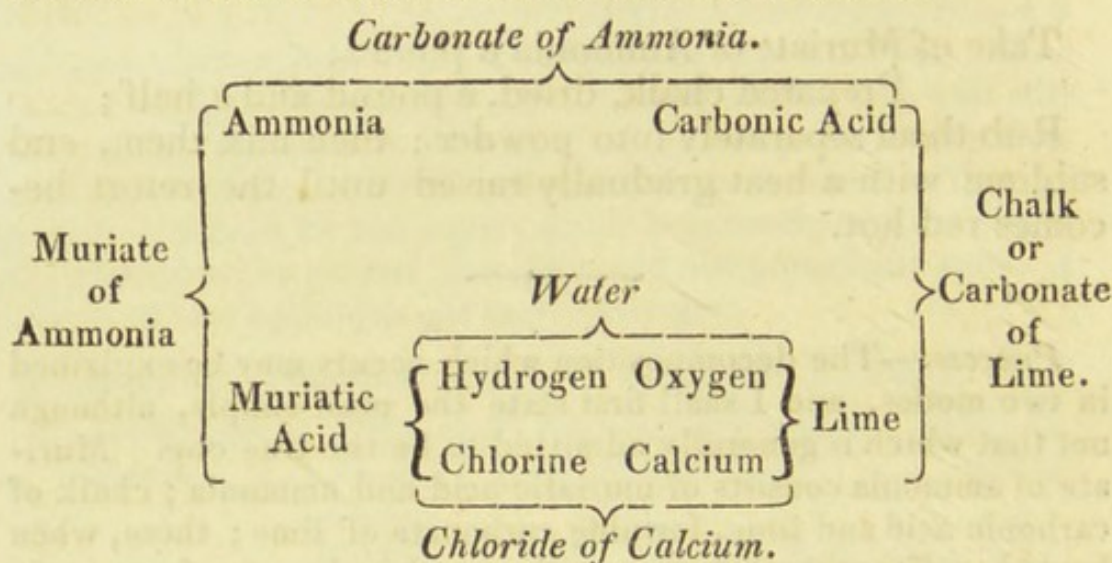 Carbonate of Ammonia.
Ammonia Carbonic Acid
Muriate
of
Ammonia
Chalk
or
Carbonate
of
Lime.
Water
Muriatic
Acid
Hydrogen Oxygen
Chlorine Calcium
Lime
Chloride of Calcium.